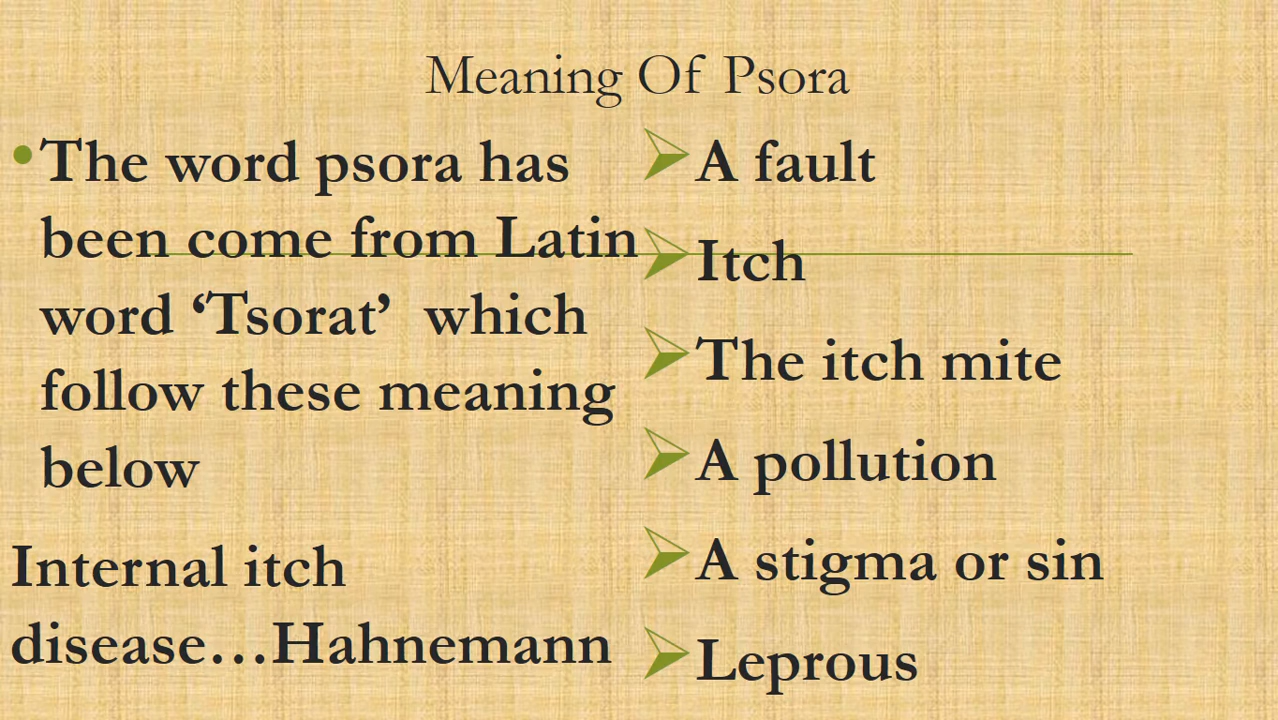 Meaning Of Psora
• The word psora has
been come from Latin
word ‘Tsorat’ which
follow these meaning
below
Internal itch
disease…Hahnemann
➢ A fault
➢ Itch
➢ The itch mite
➢ A pollution
➢ A stigma or sin
➢ Leprous